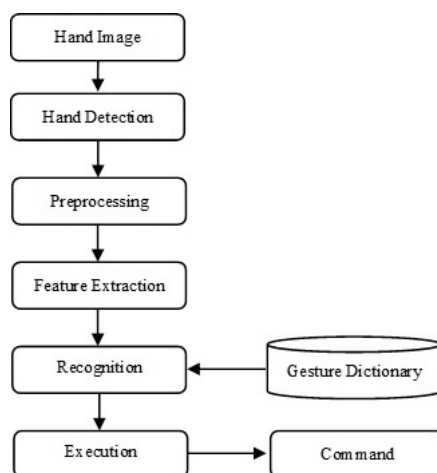 Hand Image
Hand Detection
Preprocessing
Feature Extraction
Recognition
Gesture Dictionary
Execution
Command